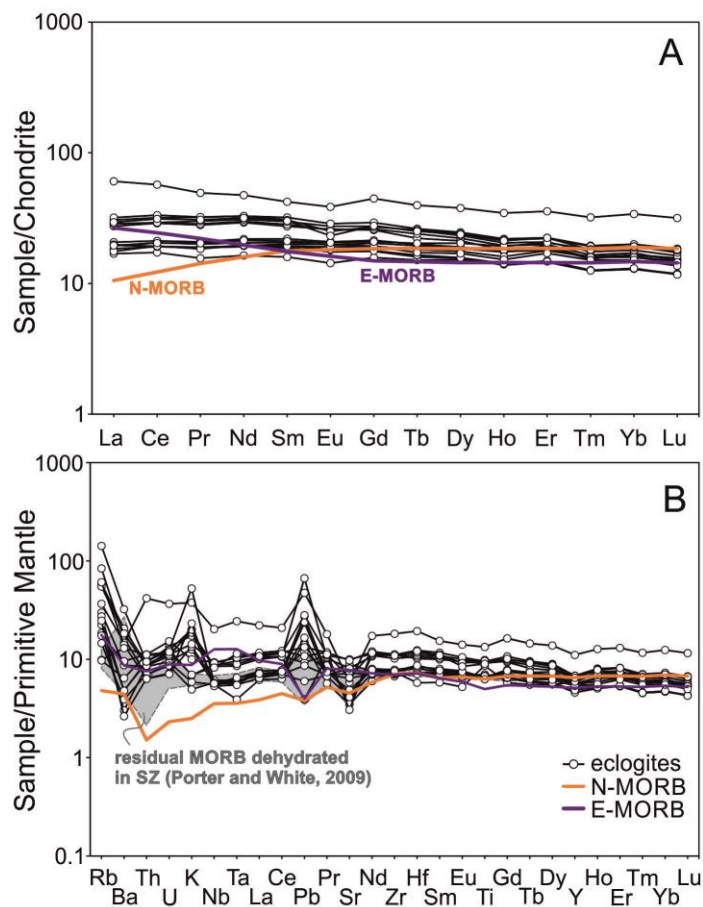 A
1000
100
10
1
Sample/Chondrite
N-MORB
E-MORB
La Ce Pr Nd Sm Eu Gd Tb Dy Ho Er Tm Yb Lu
B
1000
100
10
1
0.1
Sample/Primitive Mantle
residual MORB dehydrated
in SZ (Porter and White, 2009)
eclogites
N-MORB
E-MORB
Rb Th K Ta Ce Pr Nd Hf Eu Gd Dy Ho Tm Lu
Ba U Nb La Pb Sr Zr Sm Ti Tb Y Er Yb